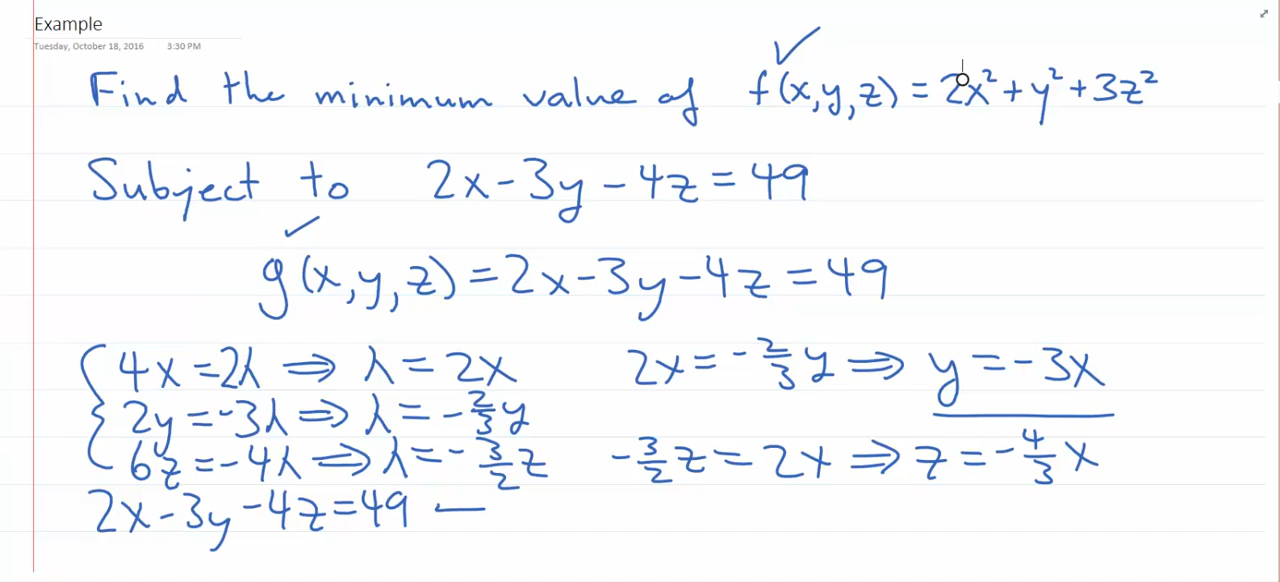 Example
Tuesday, October 18, 2016 3:30 PM
Find the minimum value of f(x,y,z) = 2x² + y² + 3z²
Subject to 2x - 3y - 4z = 49
g(x,y,z) = 2x - 3y - 4z = 49
4x = 2λ ⇒ λ = 2x 2x = -2/3 y ⇒ y = -3x
2y = -3λ ⇒ λ = -2/3 y
6z = -4λ ⇒ λ = -3/2 z -3/2 z = 2x ⇒ z = -4/3 x
2x - 3y - 4z = 49 —